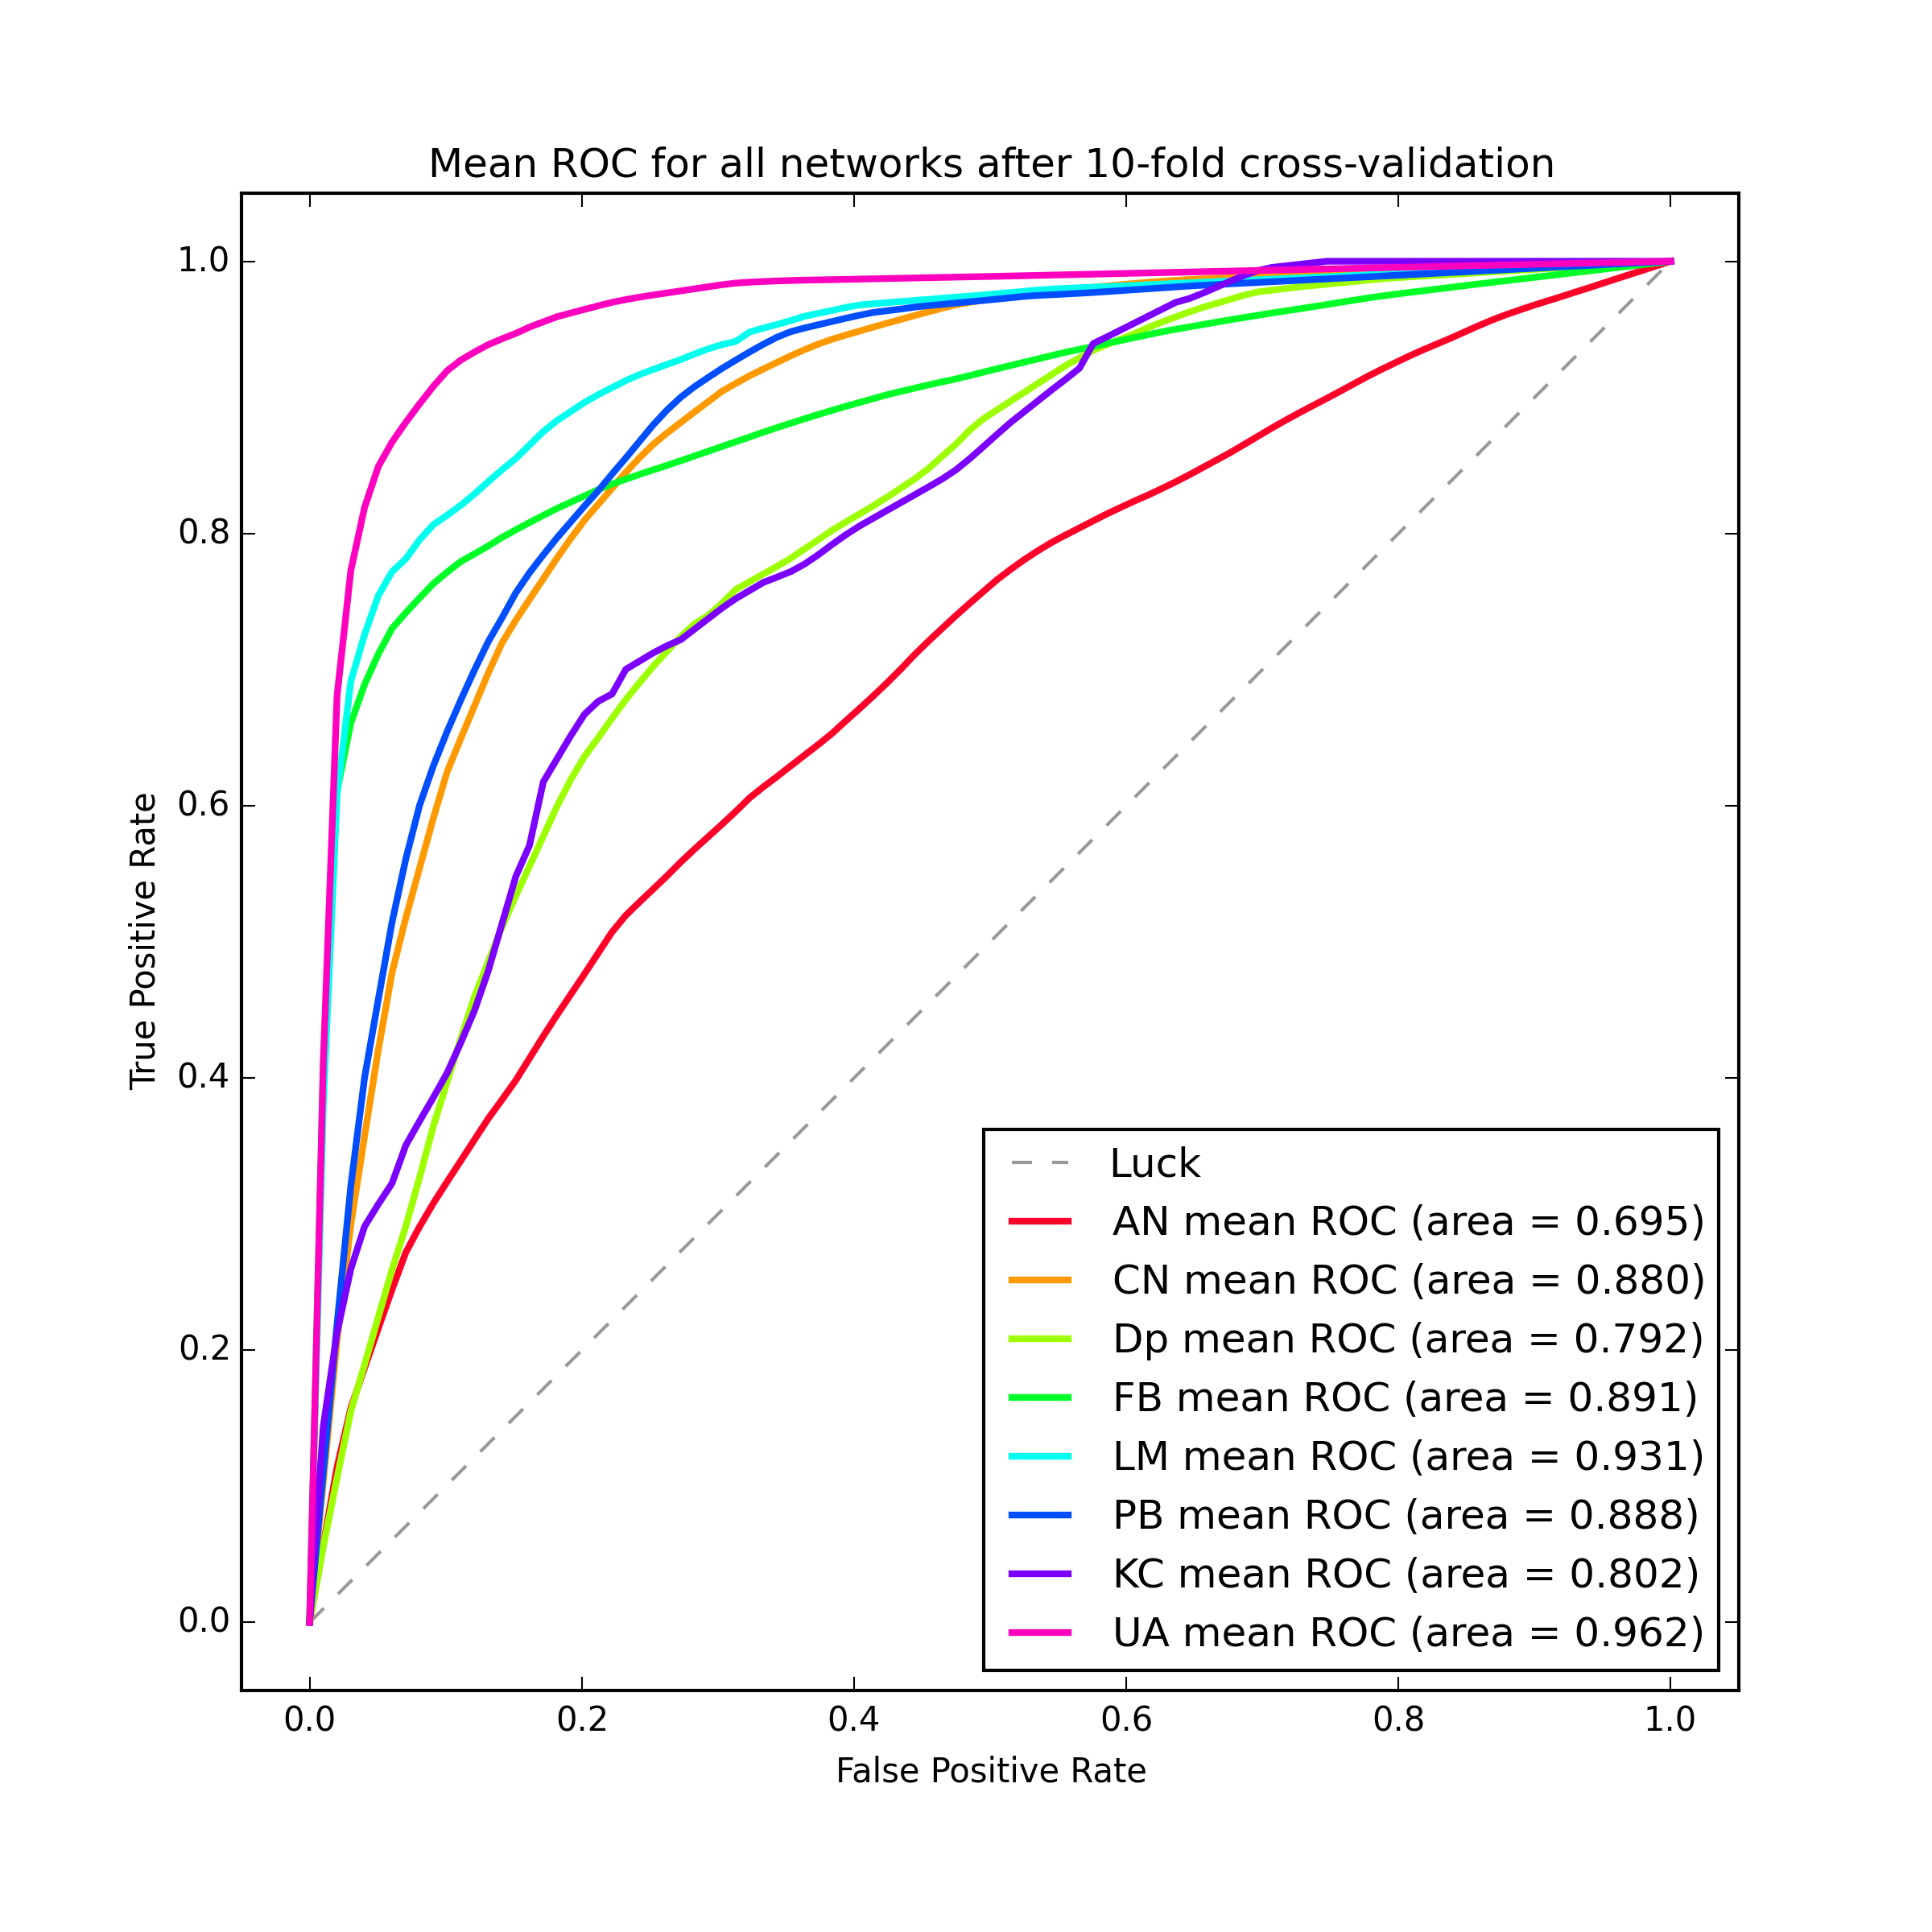 Mean ROC for all networks after 10-fold cross-validation
1.0
0.8
0.6
0.4
0.2
0.0
True Positive Rate
Luck
AN mean ROC (area = 0.695)
CN mean ROC (area = 0.880)
Dp mean ROC (area = 0.792)
FB mean ROC (area = 0.891)
LM mean ROC (area = 0.931)
PB mean ROC (area = 0.888)
KC mean ROC (area = 0.802)
UA mean ROC (area = 0.962)
0.0 0.2 0.4 0.6 0.8 1.0
False Positive Rate